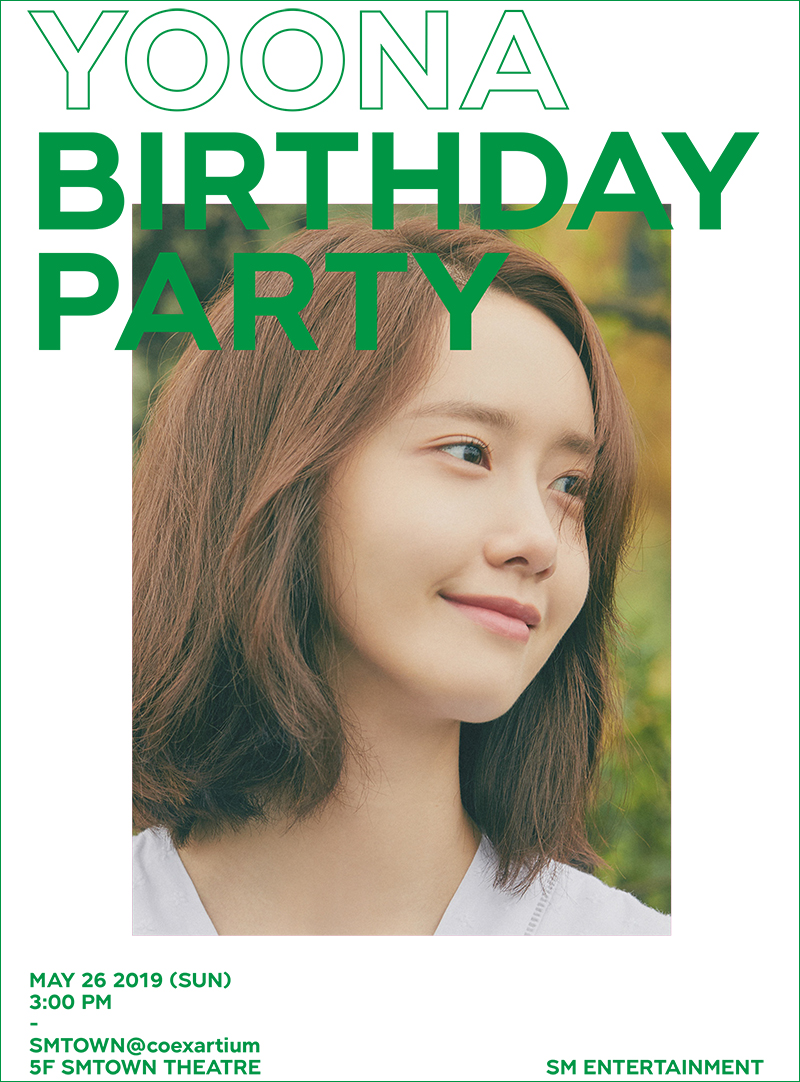 YOONA
BIRTHDAY
PARTY
MAY 26 2019 (SUN)
3:00 PM
-
SMTOWN@coexartium
5F SMTOWN THEATRE
SM ENTERTAINMENT